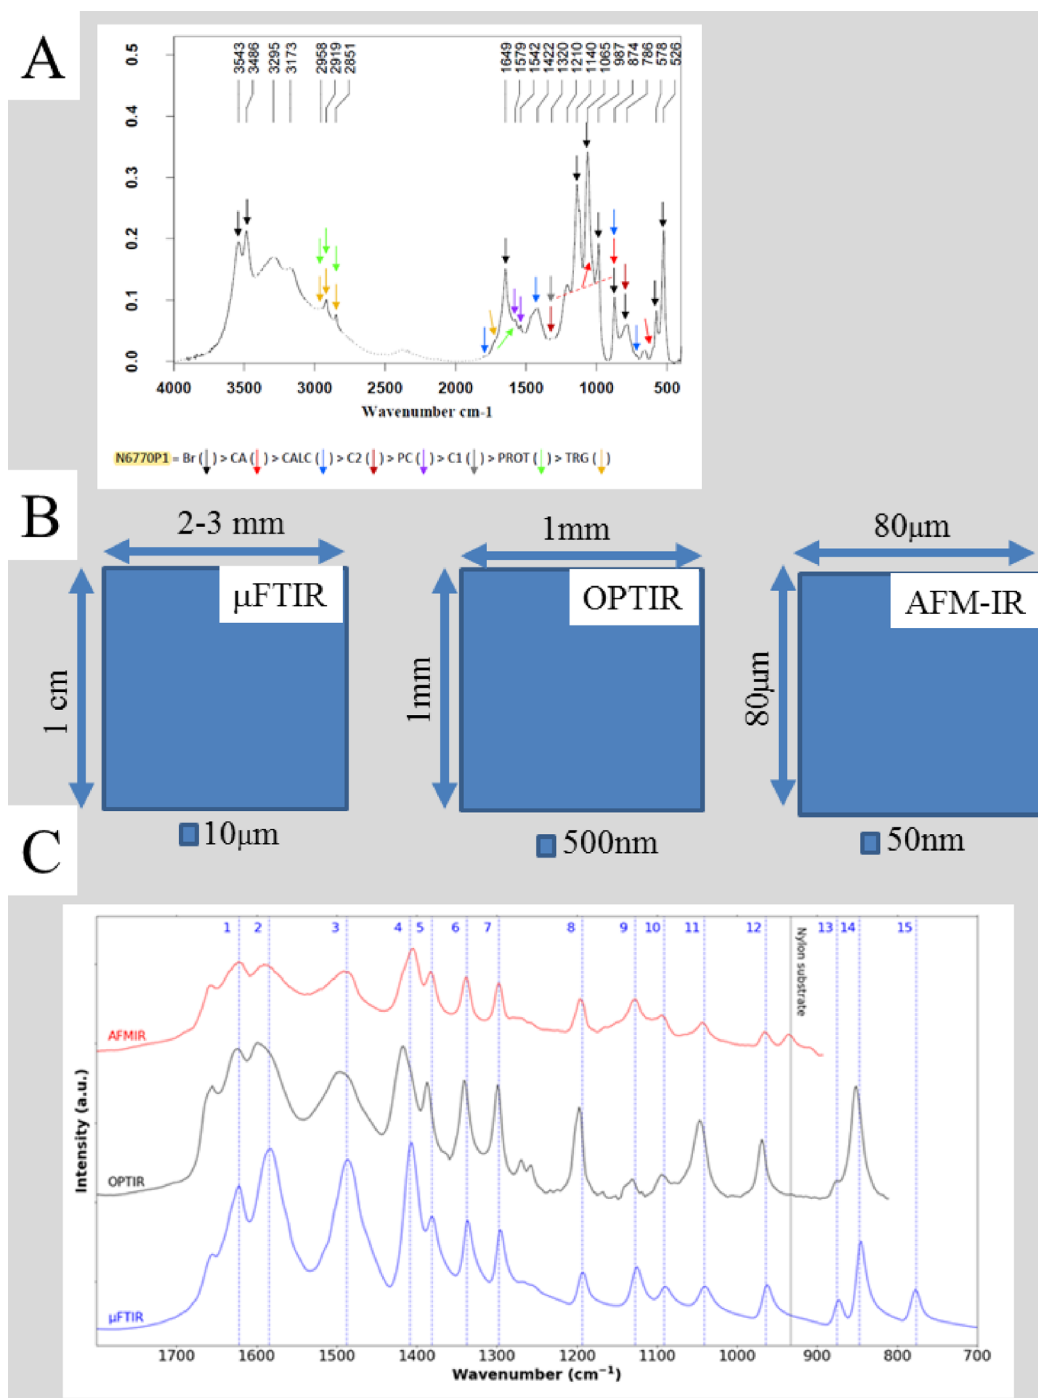 A
3543
3486
3295
3173
2958
2919
2851
1649
1579
1542
1422
1320
1210
1140
1065
987
874
786
578
526
0.5
0.4
0.3
0.2
0.1
0.0
4000 3500 3000 2500 2000 1500 1000 500
Wavenumber cm-1
N6770P1 = Br (↓) > CA (↓) > CALC (↓) > C2 (↓) > PC (↓) > C1 (↓) > PROT (↓) > TRG (↓)
B
2-3 mm
1 cm
µFTIR
10µm
1mm
1mm
OPTIR
500nm
80µm
80µm
AFM-IR
50nm
C
1 2 3 4 5 6 7 8 9 10 11 12 13 14 15
Nylon substrate
AFMIR
OPTIR
µFTIR
Intensity (a.u.)
1700 1600 1500 1400 1300 1200 1100 1000 900 800 700
Wavenumber (cm⁻¹)